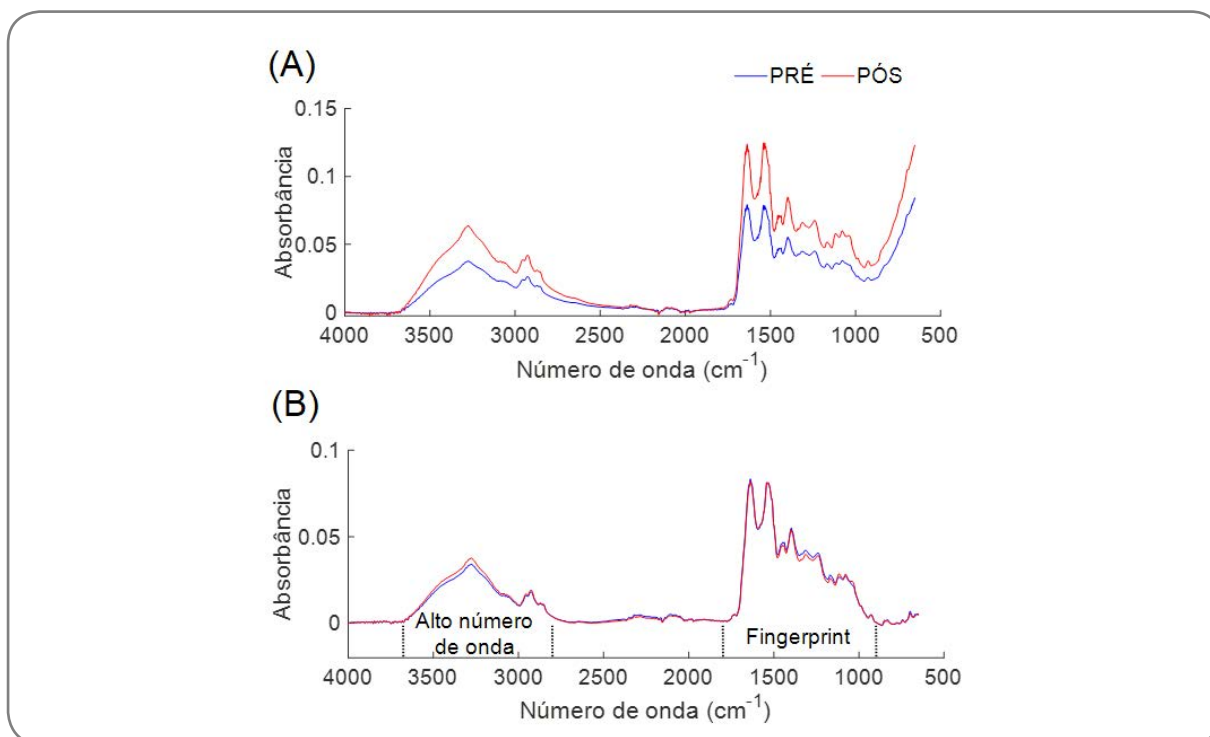 (A)
PRÉ PÓS
0.15
0.1
0.05
0
Absorbância
4000 3500 3000 2500 2000 1500 1000 500
Número de onda (cm⁻¹)
(B)
0.1
0.05
0
Absorbância
Alto número
de onda
Fingerprint
4000 3500 3000 2500 2000 1500 1000 500
Número de onda (cm⁻¹)